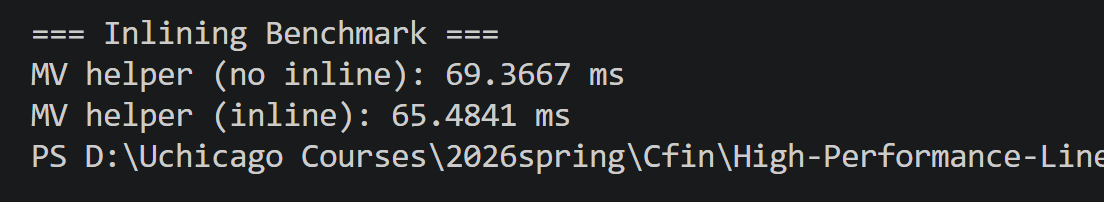 === Inlining Benchmark ===
MV helper (no inline): 69.3667 ms
MV helper (inline): 65.4841 ms
PS D:\Uchicago Courses\2026spring\Cfin\High-Performance-Line